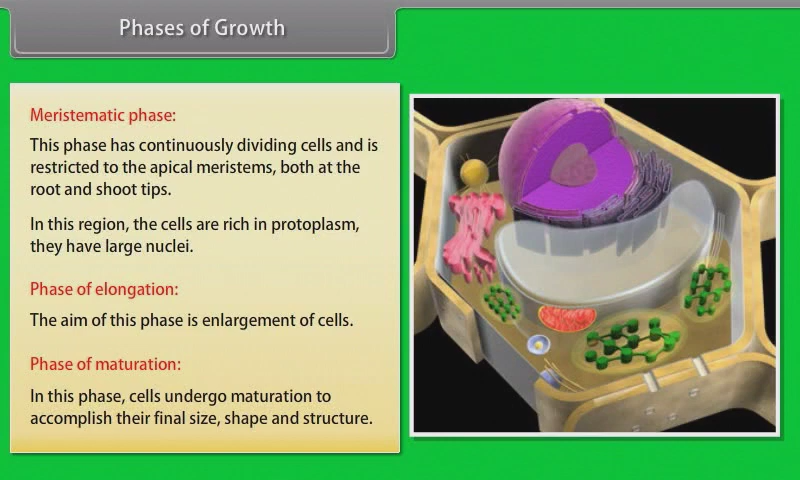 Phases of Growth
Meristematic phase:
This phase has continuously dividing cells and is
restricted to the apical meristems, both at the
root and shoot tips.
In this region, the cells are rich in protoplasm,
they have large nuclei.
Phase of elongation:
The aim of this phase is enlargement of cells.
Phase of maturation:
In this phase, cells undergo maturation to
accomplish their final size, shape and structure.